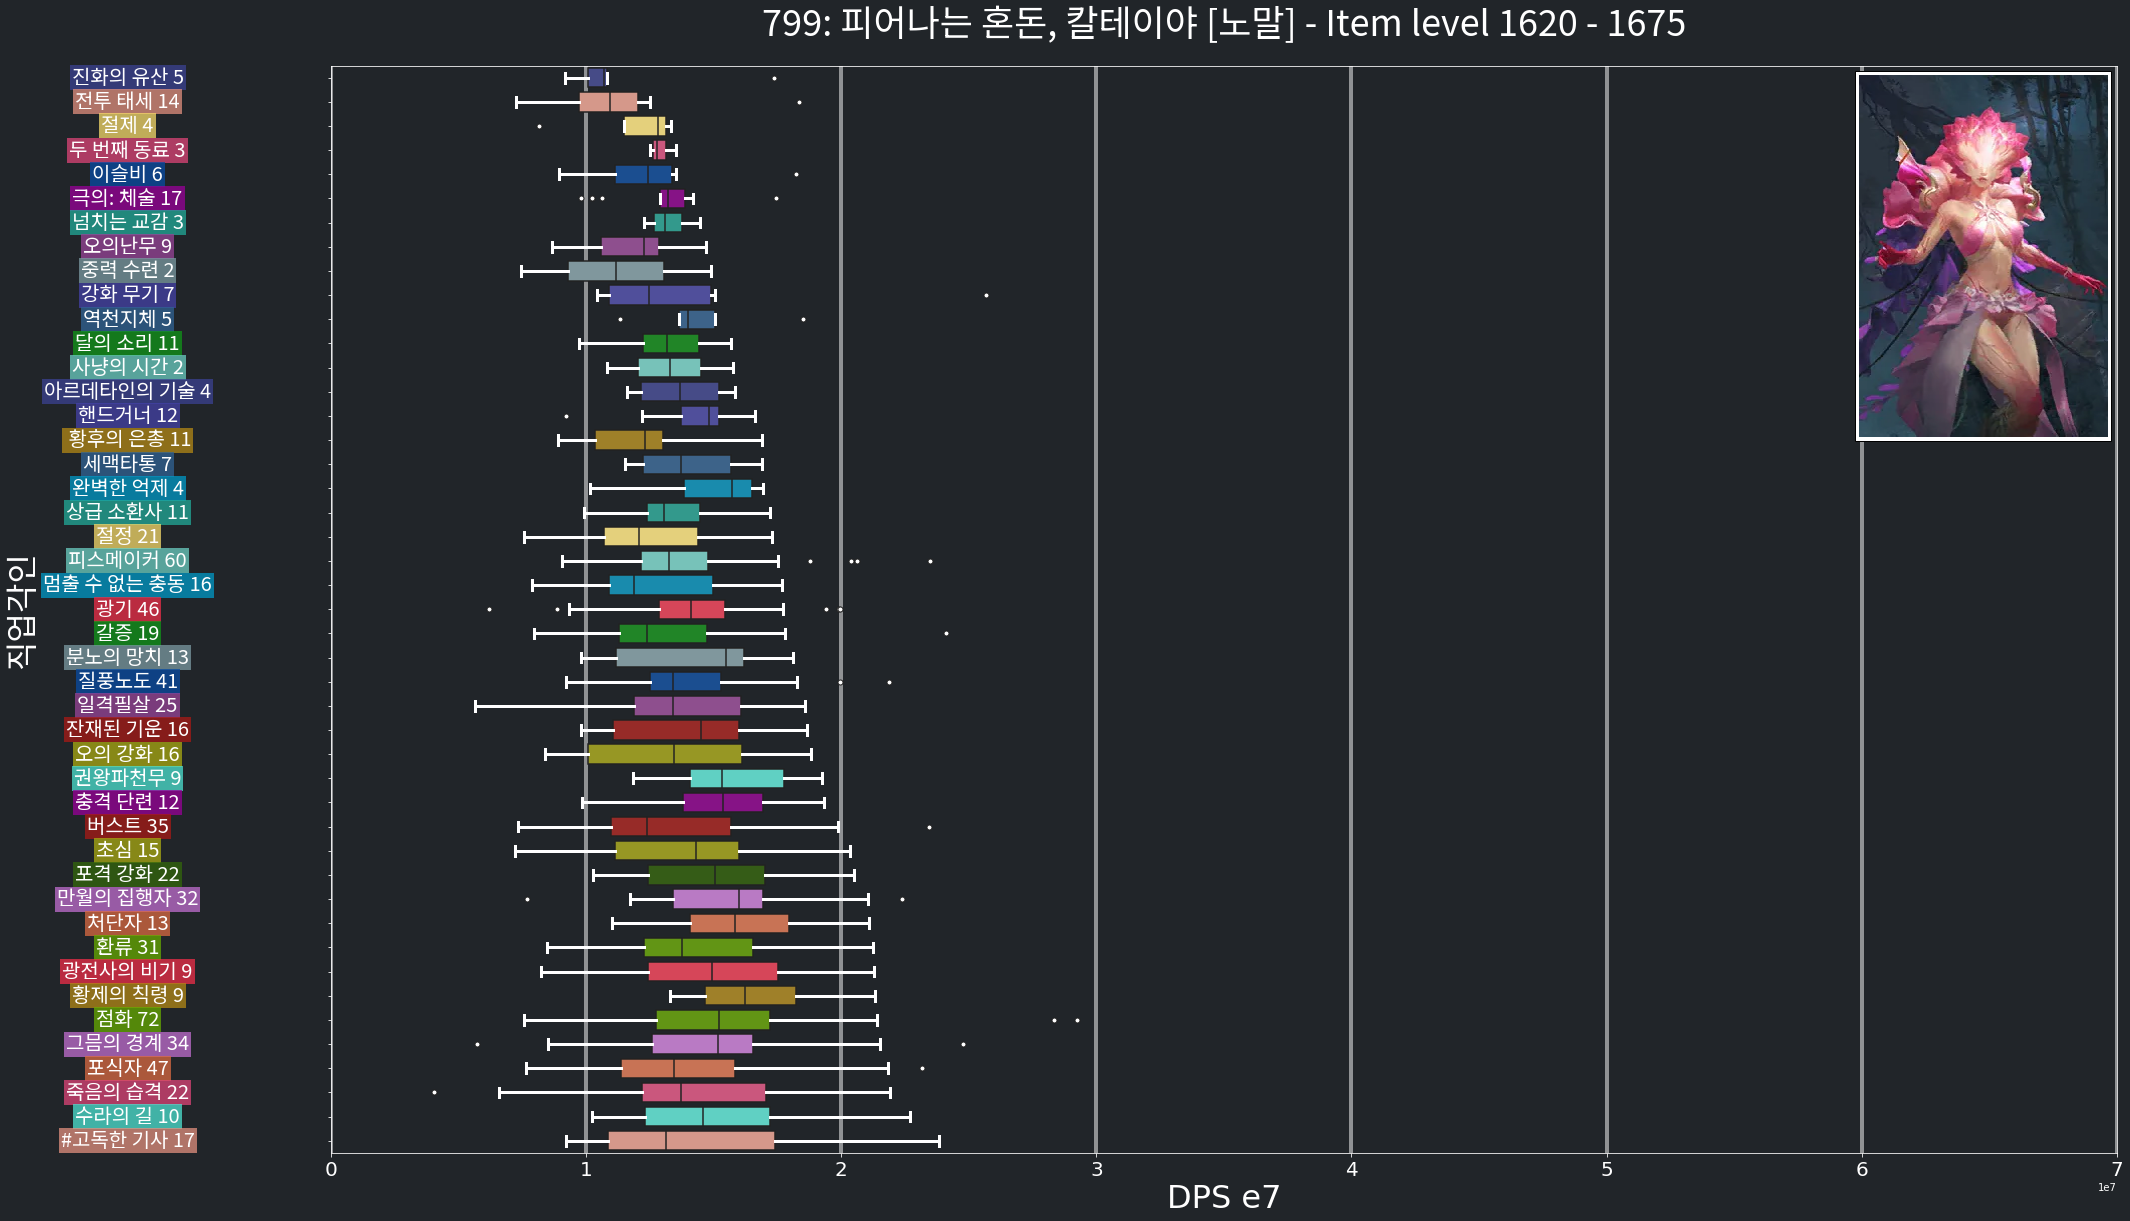 799: 피어나는 혼돈, 칼테이야 [노말] - Item level 1620 - 1675
진화의 유산 5
전투 태세 14
절제 4
두 번째 동료 3
이슬비 6
극의: 체술 17
넘치는 교감 3
오의난무 9
중력 수련 2
강화 무기 7
역천지체 5
달의 소리 11
사냥의 시간 2
아르데타인의 기술 4
핸드거너 12
황후의 은총 11
세맥타통 7
완벽한 억제 4
상급 소환사 11
절정 21
피스메이커 60
멈출 수 없는 충동 16
광기 46
갈증 19
분노의 망치 13
질풍노도 41
일격필살 25
잔재된 기운 16
오의 강화 16
권왕파천무 9
충격 단련 12
버스트 35
초심 15
포격 강화 22
만월의 집행자 32
처단자 13
환류 31
광전사의 비기 9
황제의 칙령 9
점화 72
그믐의 경계 34
포식자 47
죽음의 습격 22
수라의 길 10
#고독한 기사 17
직업각인
0 1 2 3 4 5 6 7
1e7
DPS e7